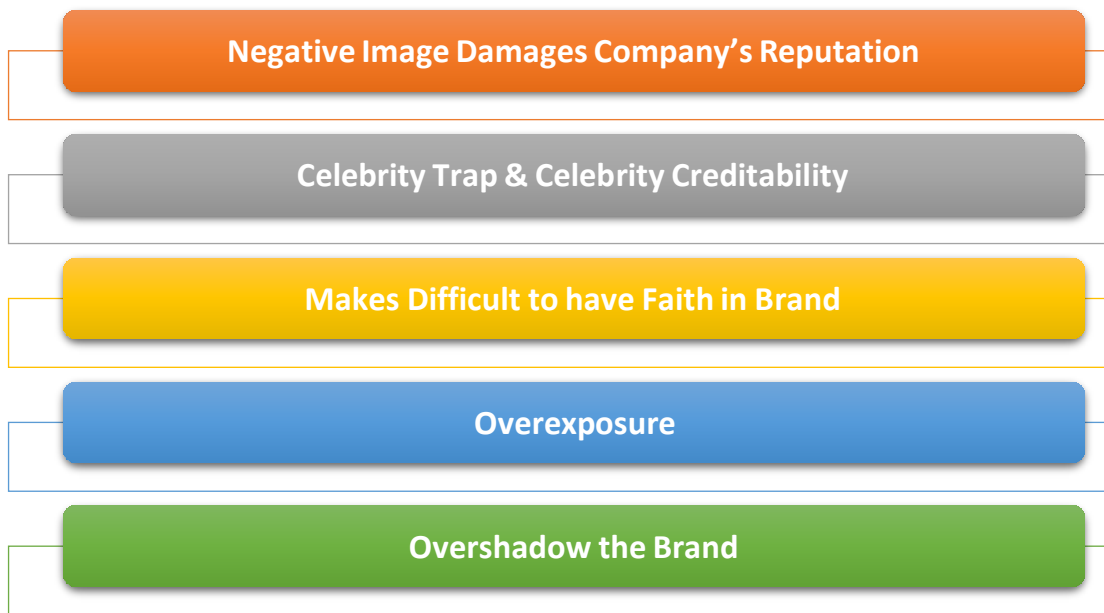 Negative Image Damages Company’s Reputation
Celebrity Trap & Celebrity Creditability
Makes Difficult to have Faith in Brand
Overexposure
Overshadow the Brand